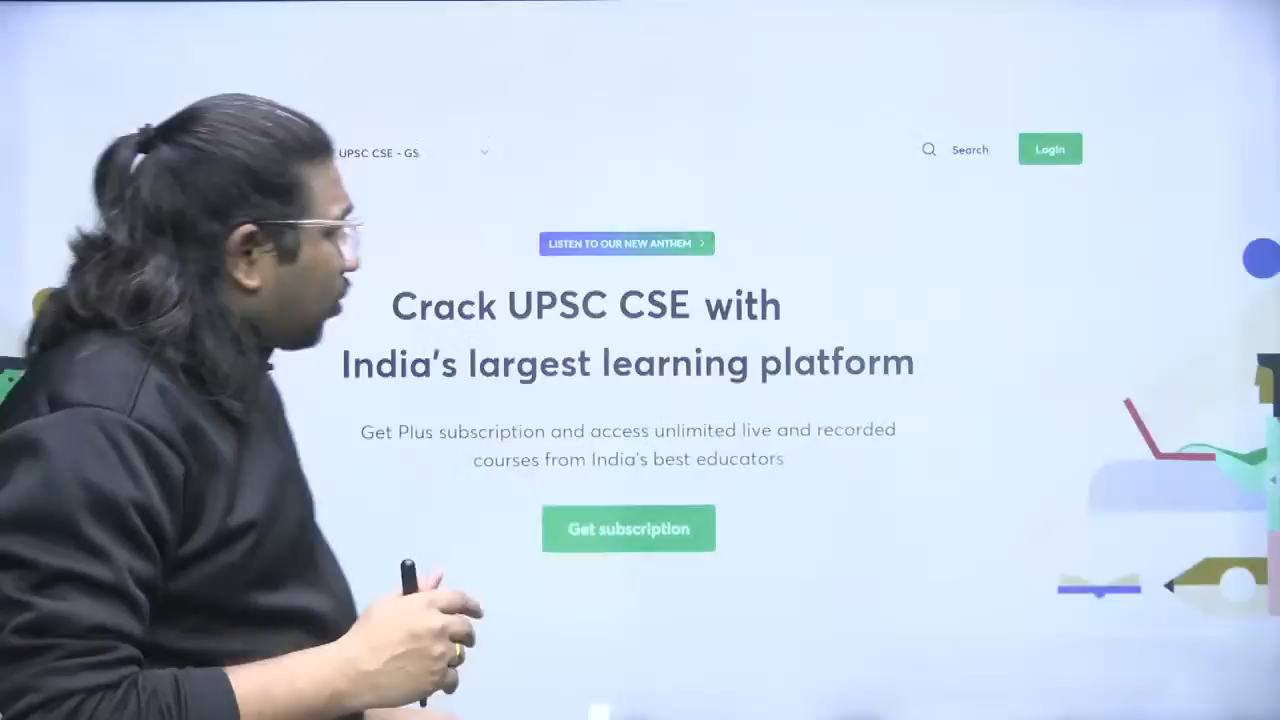 UPSC CSE - GS
Search
Login
LISTEN TO OUR NEW ANTHEM
Crack UPSC CSE with
India's largest learning platform
Get Plus subscription and access unlimited live and recorded
courses from India's best educators
Get subscription